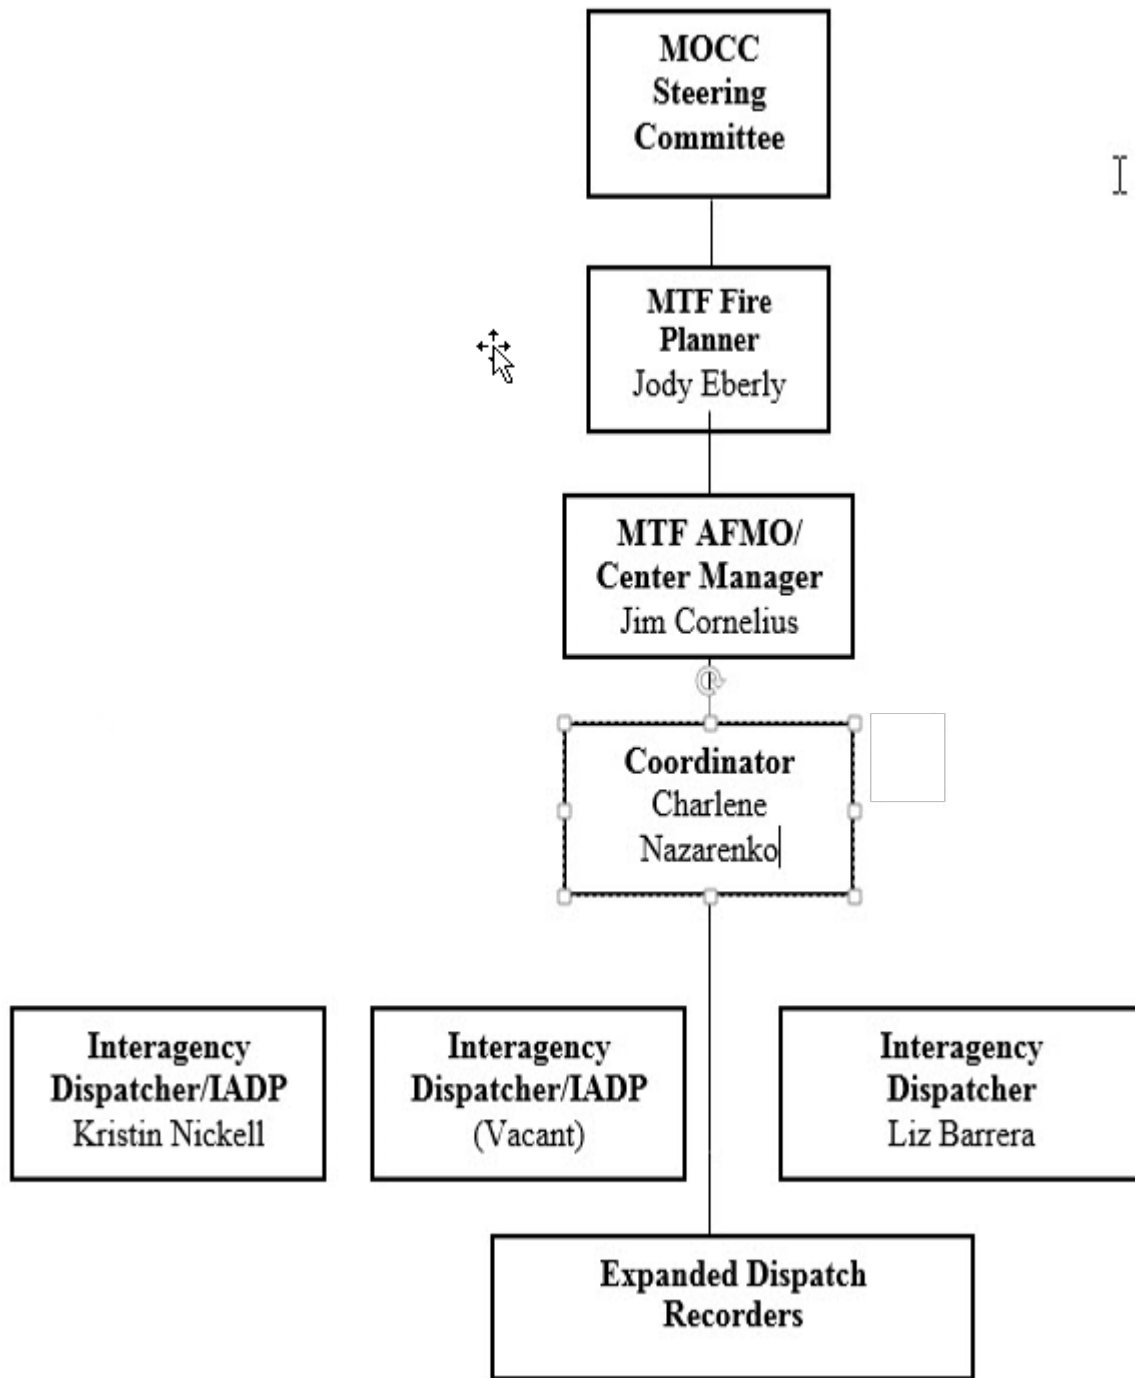 MOCC
Steering
Committee
MTF Fire
Planner
Jody Eberly
MTF AFMO/
Center Manager
Jim Cornelius
Coordinator
Charlene
Nazarenko
Interagency
Dispatcher/IADP
Kristin Nickell
Interagency
Dispatcher/IADP
(Vacant)
Interagency
Dispatcher
Liz Barrera
Expanded Dispatch
Recorders